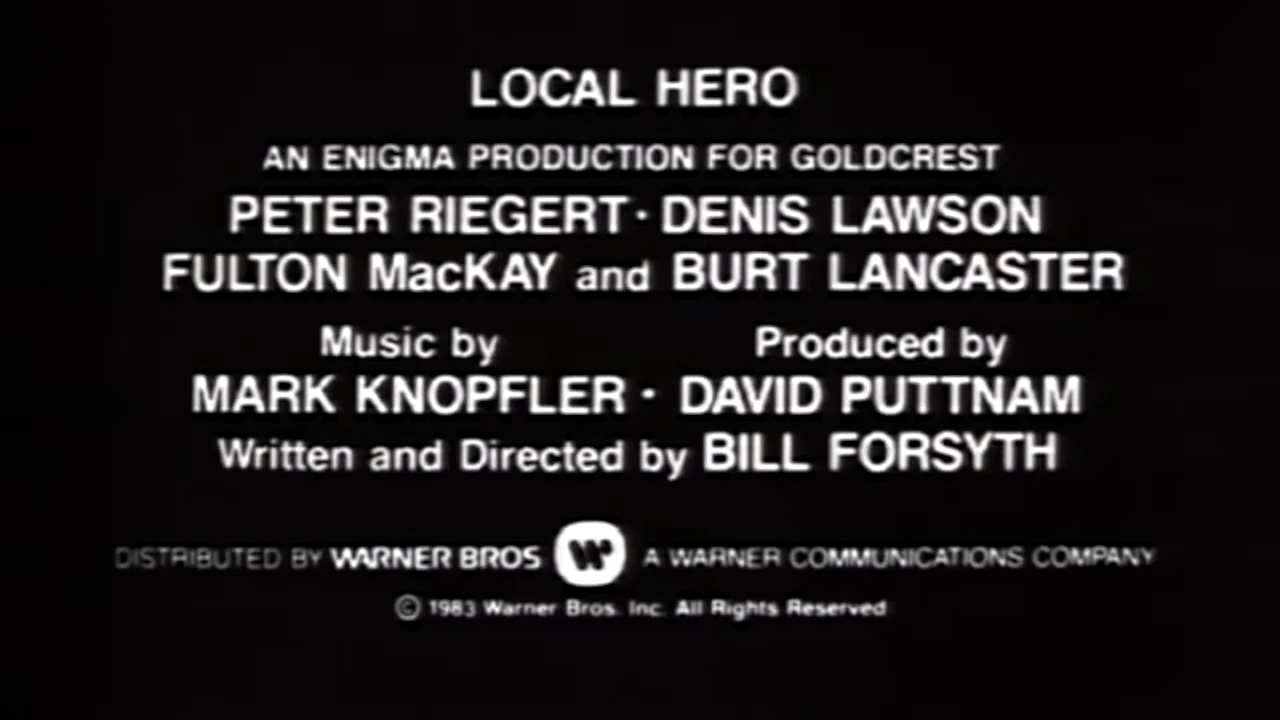 LOCAL HERO
AN ENIGMA PRODUCTION FOR GOLDCREST
PETER RIEGERT · DENIS LAWSON
FULTON MacKAY and BURT LANCASTER
Music by Produced by
MARK KNOPFLER · DAVID PUTTNAM
Written and Directed by BILL FORSYTH
DISTRIBUTED BY WARNER BROS W A WARNER COMMUNICATIONS COMPANY
© 1983 Warner Bros. Inc. All Rights Reserved